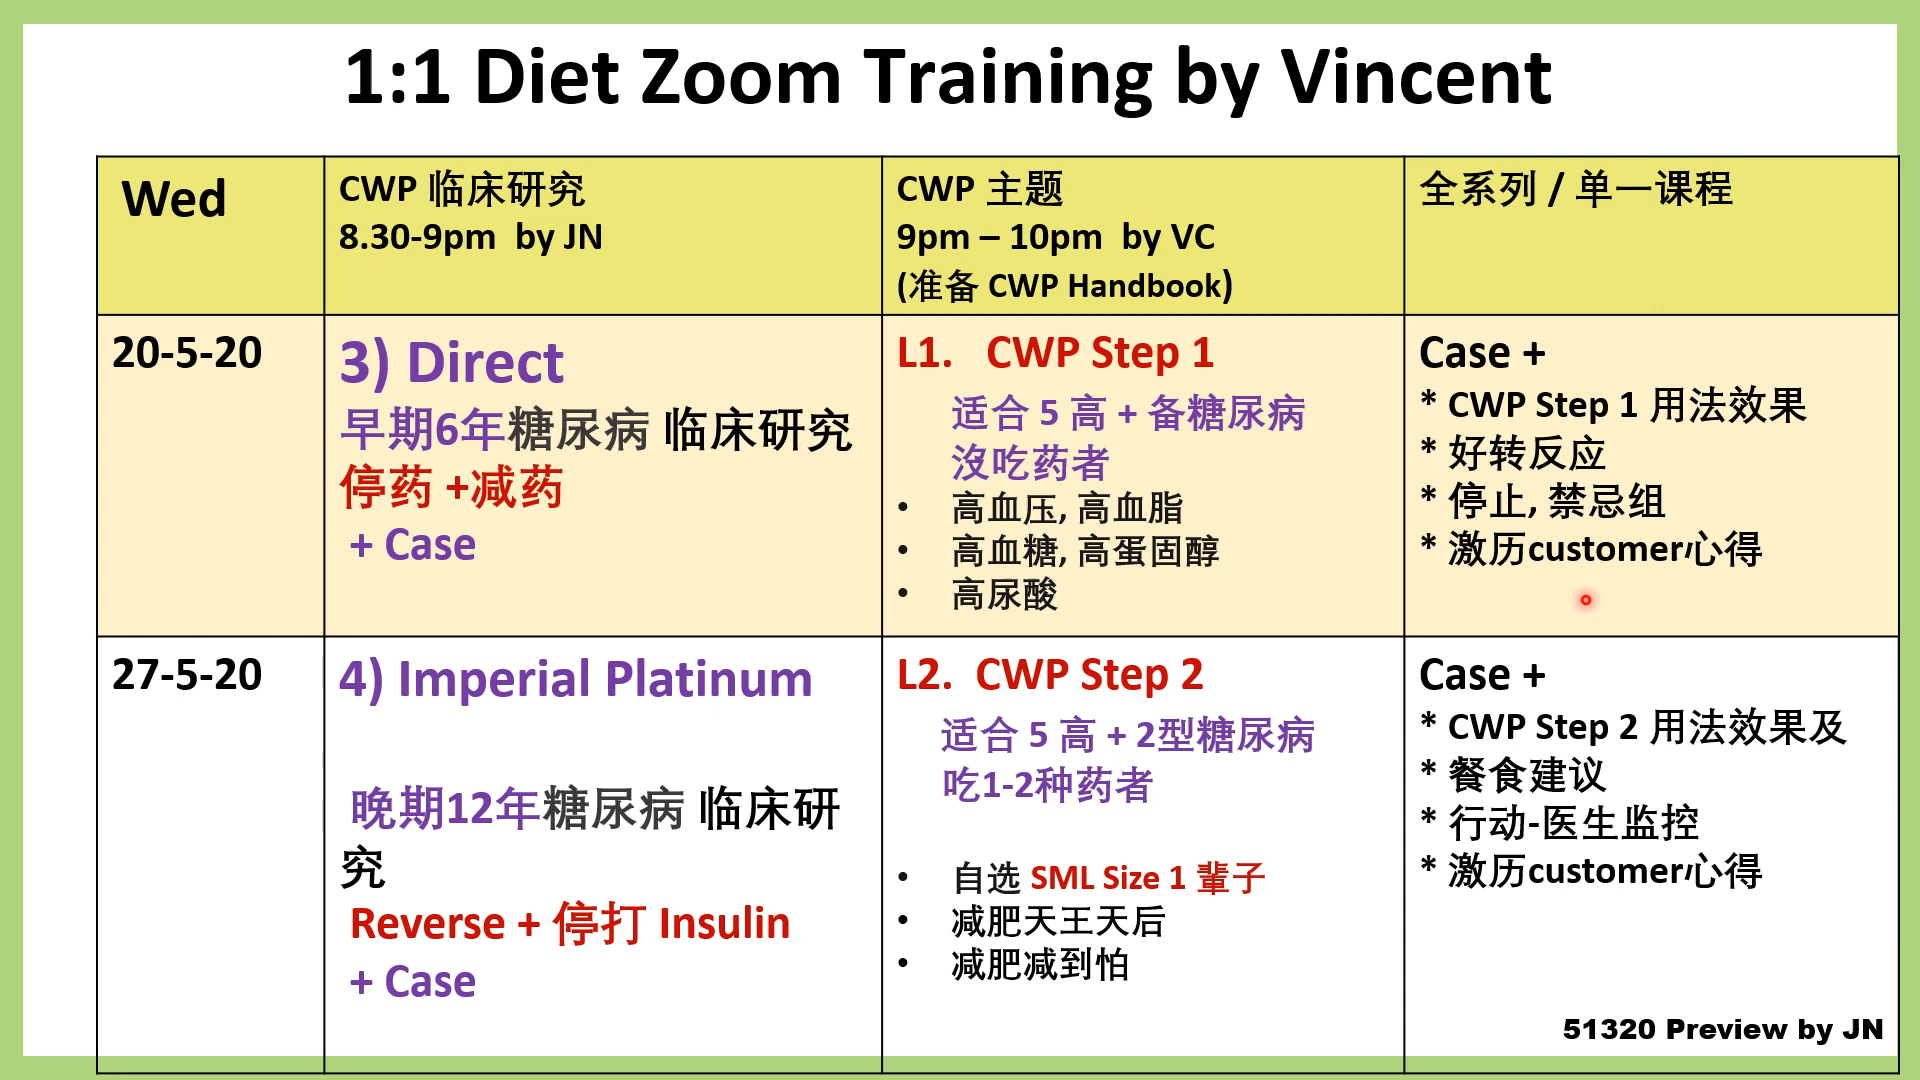 1:1 Diet Zoom Training by Vincent
Wed
CWP 临床研究
8.30-9pm by JN
CWP 主题
9pm – 10pm by VC
(准备 CWP Handbook)
全系列 / 单一课程
20-5-20
3) Direct
早期6年糖尿病 临床研究
停药 +减药
+ Case
L1. CWP Step 1
适合 5 高 + 备糖尿病
沒吃药者
• 高血压, 高血脂
• 高血糖, 高蛋固醇
• 高尿酸
Case +
* CWP Step 1 用法效果
* 好转反应
* 停止, 禁忌组
* 激历customer心得
27-5-20
4) Imperial Platinum
晚期12年糖尿病 临床研
究
Reverse + 停打 Insulin
+ Case
L2. CWP Step 2
适合 5 高 + 2型糖尿病
吃1-2种药者
• 自选 SML Size 1 辈子
• 减肥天王天后
• 减肥减到怕
Case +
* CWP Step 2 用法效果及
* 餐食建议
* 行动-医生监控
* 激历customer心得
51320 Preview by JN